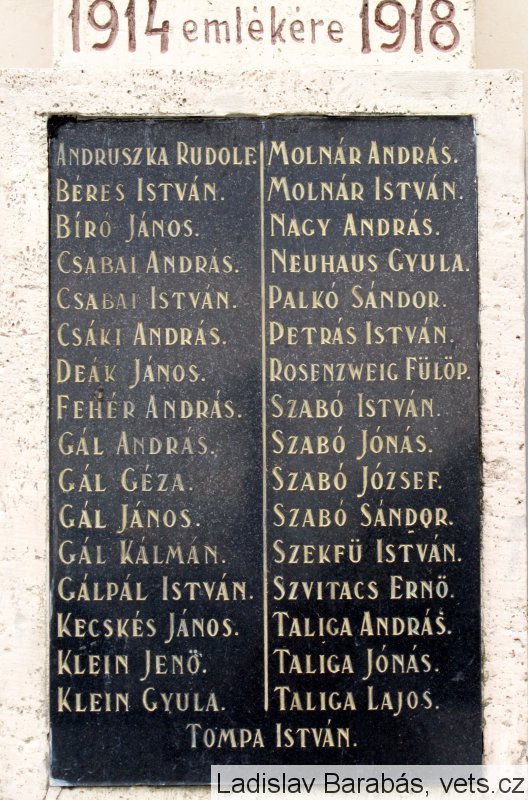 1914 emlékére 1918
ANDRUSZKA RUDOLF.
BÉRES ISTVÁN.
BÍRÓ JÁNOS.
CSABAI ANDRÁS.
CSABAI ISTVÁN.
CSÁKI ANDRÁS.
DEÁK JÁNOS.
FEHÉR ANDRÁS.
GÁL ANDRÁS.
GÁL GÉZA.
GÁL JÁNOS.
GÁL KÁLMÁN.
GÁLPÁL ISTVÁN.
KECSKÉS JÁNOS.
KLEIN JENÖ.
KLEIN GYULA.
MOLNÁR ANDRÁS.
MOLNÁR ISTVÁN.
NAGY ANDRÁS.
NEUHAUS GYULA.
PALKÓ SÁNDOR.
PETRÁS ISTVÁN.
ROSENZWEIG FÜLÖP.
SZABÓ ISTVÁN.
SZABÓ JÓNÁS.
SZABÓ JÓZSEF.
SZABÓ SÁNDOR.
SZEKFÜ ISTVÁN.
SZVITACS ERNÖ.
TALIGA ANDRÁS.
TALIGA JÓNÁS.
TALIGA LAJOS.
TOMPA ISTVÁN.
Ladislav Barabás, vets.cz